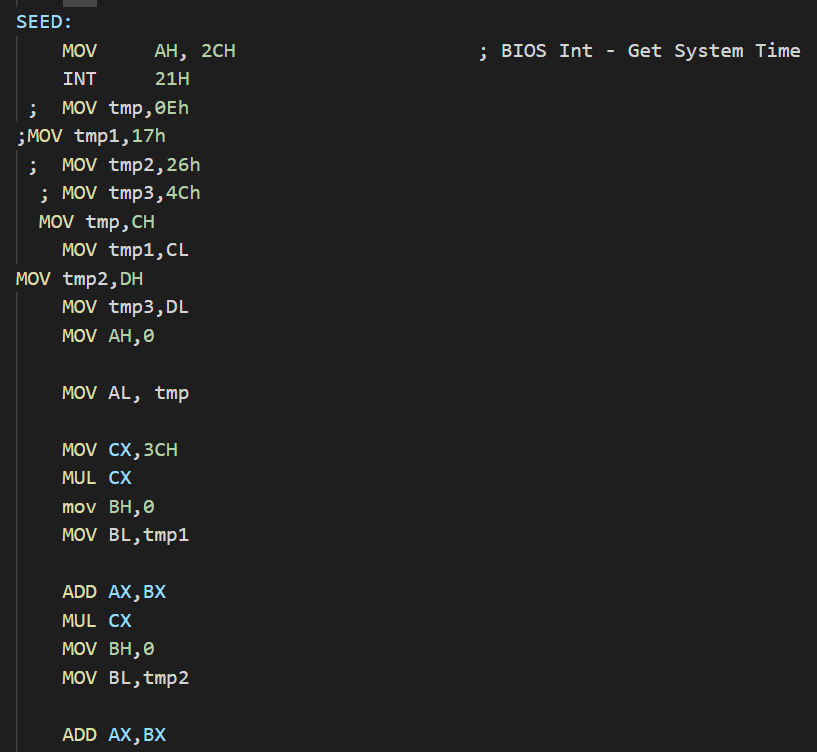 SEED:
MOV AH, 2CH ; BIOS Int - Get System Time
INT 21H
; MOV tmp,0Eh
;MOV tmp1,17h
; MOV tmp2,26h
; MOV tmp3,4Ch
MOV tmp,CH
MOV tmp1,CL
MOV tmp2,DH
MOV tmp3,DL
MOV AH,0
MOV AL, tmp
MOV CX,3CH
MUL CX
mov BH,0
MOV BL,tmp1
ADD AX,BX
MUL CX
MOV BH,0
MOV BL,tmp2
ADD AX,BX